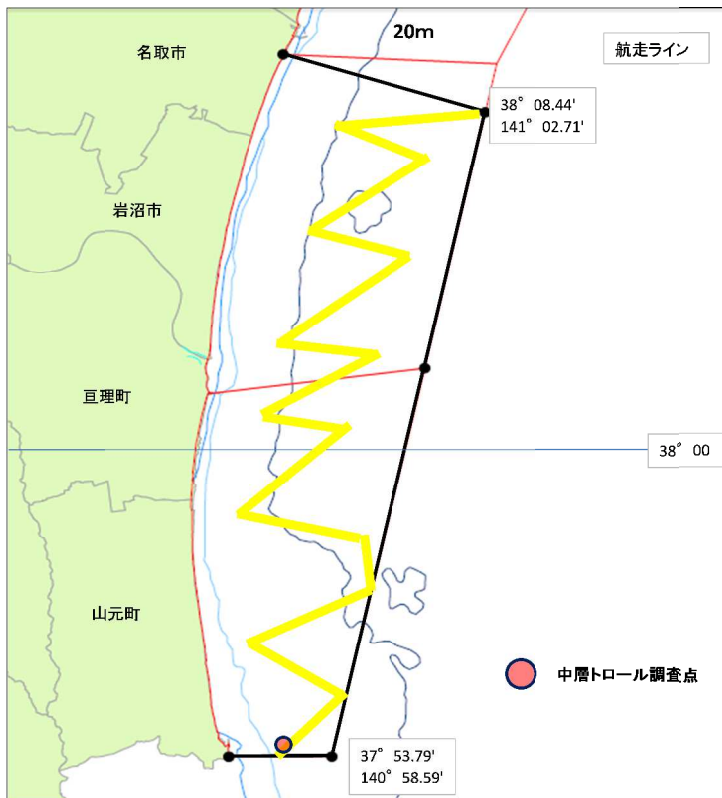 20m
名取市
航走ライン
38° 08.44'
141° 02.71'
岩沼市
亘理町
38° 00
山元町
中層トロール調査点
37° 53.79'
140° 58.59'